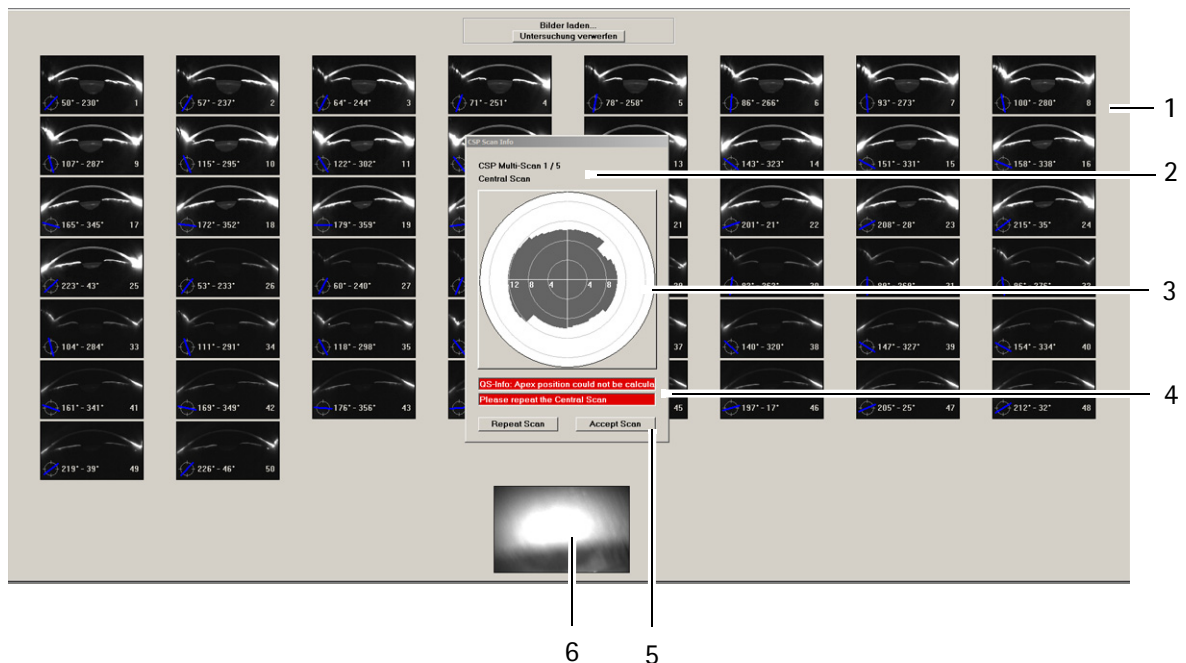 Bilder laden...
Untersuchung verwerfen
50°- 230° 1
57°- 237° 2
64°- 244° 3
71°- 251° 4
78°- 258° 5
86°- 266° 6
93°- 273° 7
100°- 280° 8
1
107°- 287° 9
115°- 295° 10
122°- 302° 11
13
143°- 323° 14
151°- 331° 15
158°- 338° 16
CSP Scan Info
CSP Multi-Scan 1 / 5
Central Scan
2
165°- 345° 17
172°- 352° 18
179°- 359° 19
21
201°- 21° 22
208°- 28° 23
215°- 35° 24
223°- 43° 25
53°- 233° 26
60°- 240° 27
12 8 4 4 8
3
104°- 284° 33
111°- 291° 34
118°- 298° 35
37
140°- 320° 38
147°- 327° 39
154°- 334° 40
QS-Info: Apex position could not be calcula
Please repeat the Central Scan
4
161°- 341° 41
169°- 349° 42
176°- 356° 43
45
197°- 17° 46
205°- 25° 47
212°- 32° 48
Repeat Scan
Accept Scan
219°- 39° 49
226°- 46° 50
6
5